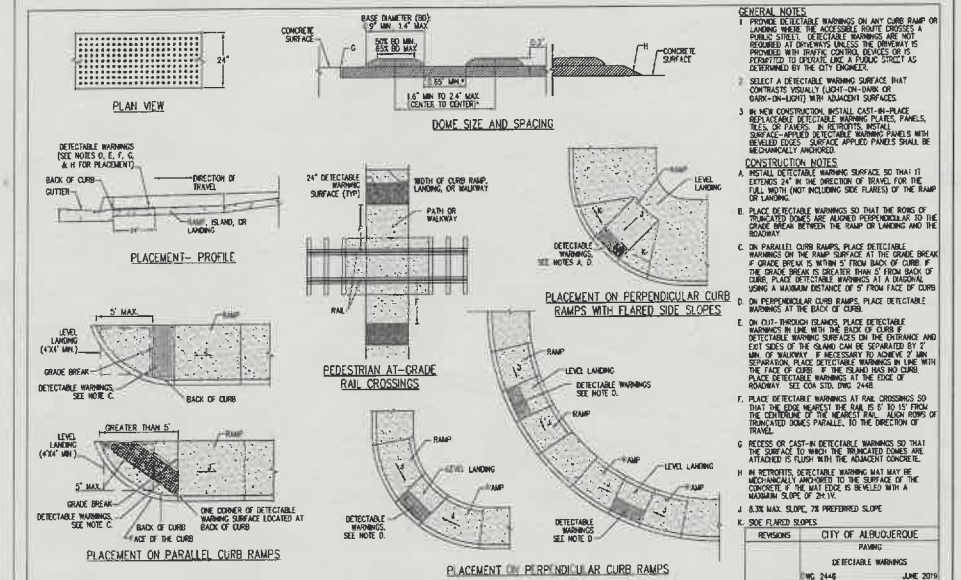 24"
PLAN VIEW
BASE DIAMETER (BD):
.9" MIN. 1.4" MAX.
CONCRETE
SURFACE
G
50% BD MIN.
65% BD MAX.
0.2"
H
CONCRETE
SURFACE
.65" MIN.*
1.6" MIN TO 2.4" MAX.
CENTER TO CENTER)*
DOME SIZE AND SPACING
DETECTABLE WARNINGS
(SEE NOTES D, E, F, G,
& H FOR PLACEMENT)
BACK OF CURB
GUTTER
DIRECTION OF
TRAVEL
24"
RAMP, ISLAND, OR
LANDING
PLACEMENT- PROFILE
24" DETECTABLE
WARNING
SURFACE (TYP)
WIDTH OF CURB RAMP,
LANDING, OR WALKWAY
PATH OR
WALKWAY
RAIL
PEDESTRIAN AT-GRADE
RAIL CROSSINGS
RAMP
LEVEL
LANDING
K
J
K
DETECTABLE
WARNINGS,
SEE NOTES A, D.
PLACEMENT ON PERPENDICULAR CURB
RAMPS WITH FLARED SIDE SLOPES
5' MAX.
RAMP
LEVEL
LANDING
(4'X4' MIN.)
GRADE BREAK
DETECTABLE WARNINGS,
SEE NOTE C.
BACK OF CURB
GREATER THAN 5'
RAMP
LEVEL
LANDING
(4'X4' MIN.)
5' MAX.
GRADE BREAK
DETECTABLE WARNINGS,
SEE NOTE C.
BACK OF CURB
ACE OF THE CURB
ONE CORNER OF DETECTABLE
WARNING SURFACE LOCATED AT
BACK OF CURB
PLACEMENT ON PARALLEL CURB RAMPS
RAMP
LEVEL LANDING
AMP
DETECTABLE
WARNINGS,
SEE NOTE D.
RAMP
LEVEL LANDING
DETECTABLE WARNINGS
SEE NOTE D.
AMP
LEVEL LANDING
AMP
DETECTABLE
WARNINGS
SEE NOTE D
PLACEMENT ON PERPENDICULAR CURB RAMPS
GENERAL NOTES
1 PROVIDE DETECTABLE WARNINGS ON ANY CURB RAMP OR
LANDING WHERE THE ACCESSIBLE ROUTE CROSSES A
PUBLIC STREET. DETECTABLE WARNINGS ARE NOT
REQUIRED AT DRIVEWAYS UNLESS THE DRIVEWAY IS
PROVIDED WITH TRAFFIC CONTROL DEVICES OR IS
PERMITTED TO OPERATE LIKE A PUBLIC STREET AS
DETERMINED BY THE CITY ENGINEER.
2 SELECT A DETECTABLE WARNING SURFACE THAT
CONTRASTS VISUALLY (LIGHT-ON-DARK OR
DARK-ON-LIGHT) WITH ADJACENT SURFACES.
3 IN NEW CONSTRUCTION, INSTALL CAST-IN-PLACE
REPLACEABLE DETECTABLE WARNING PLATES, PANELS,
TILES, OR PAVERS. IN RETROFITS, INSTALL
SURFACE-APPLIED DETECTABLE WARNING PANELS WITH
BEVELED EDGES SURFACE APPLIED PANELS SHALL BE
MECHANICALLY ANCHORED.
CONSTRUCTION NOTES
A. INSTALL DETECTABLE WARNING SURFACE SO THAT IT
EXTENDS 24" IN THE DIRECTION OF TRAVEL FOR THE
FULL WIDTH (NOT INCLUDING SIDE FLARES) OF THE RAMP
OR LANDING.
B. PLACE DETECTABLE WARNINGS SO THAT THE ROWS OF
TRUNCATED DOMES ARE ALIGNED PERPENDICULAR TO THE
GRADE BREAK BETWEEN THE RAMP OR LANDING AND THE
ROADWAY.
C. ON PARALLEL CURB RAMPS, PLACE DETECTABLE
WARNINGS ON THE RAMP SURFACE AT THE GRADE BREAK
IF GRADE BREAK IS WITHIN 5' FROM BACK OF CURB. IF
THE GRADE BREAK IS GREATER THAN 5' FROM BACK OF
CURB, PLACE DETECTABLE WARNINGS AT A DIAGONAL
USING A MAXIMUM DISTANCE OF 5' FROM FACE OF CURB
D. ON PERPENDICULAR CURB RAMPS, PLACE DETECTABLE
WARNINGS AT THE BACK OF CURB.
E. ON CUT-THROUGH ISLANDS, PLACE DETECTABLE
WARNINGS IN LINE WITH THE BACK OF CURB IF
DETECTABLE WARNING SURFACES ON THE ENTRANCE AND
EXIT SIDES OF THE ISLAND CAN BE SEPARATED BY 2'
MIN. OF WALKWAY. IF NECESSARY TO ACHIEVE 2' MIN
SEPARATION, PLACE DETECTABLE WARNINGS IN LINE WITH
THE FACE OF CURB. IF THE ISLAND HAS NO CURB,
PLACE DETECTABLE WARNINGS AT THE EDGE OF
ROADWAY SEE COA STD. DWG. 2448.
F. PLACE DETECTABLE WARNINGS AT RAIL CROSSINGS SO
THAT THE EDGE NEAREST THE RAIL IS 6' TO 15' FROM
THE CENTERLINE OF THE NEAREST RAIL. ALIGN ROWS OF
TRUNCATED DOMES PARALLEL TO THE DIRECTION OF
TRAVEL
G RECESS OR CAST-IN DETECTABLE WARNINGS SO THAT
THE SURFACE TO WHICH THE TRUNCATED DOMES ARE
ATTACHED IS FLUSH WITH THE ADJACENT CONCRETE.
H IN RETROFITS, DETECTABLE WARNING MAT MAY BE
MECHANICALLY ANCHORED TO THE SURFACE OF THE
CONCRETE IF THE MAT EDGE IS BEVELED WITH A
MAXIMUM SLOPE OF 2H:1V.
J 8.3% MAX. SLOPE, 7% PREFERRED SLOPE
K. SIDE FLARED SLOPES
REVISIONS
CITY OF ALBUQUERQUE
PAVING
DETECTABLE WARNINGS
WG 2446 JUNE 2019